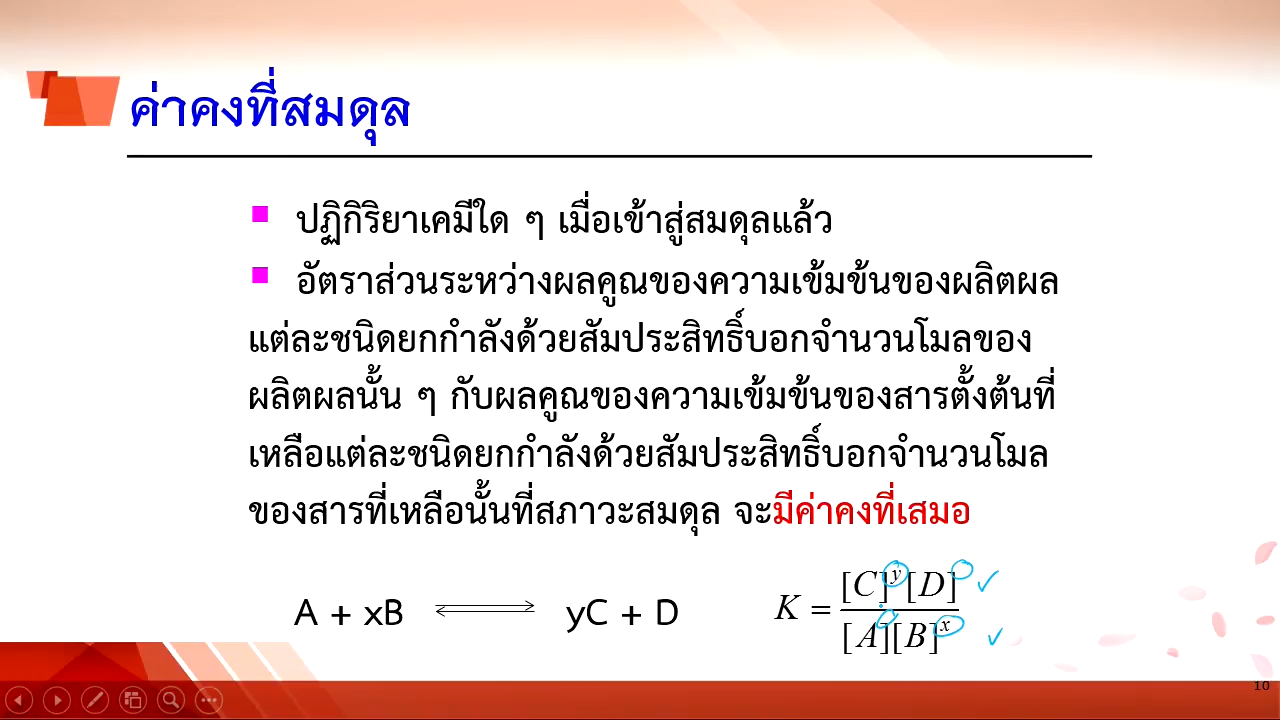 ค่าคงที่สมดุล
ปฏิกิริยาเคมีใด ๆ เมื่อเข้าสู่สมดุลแล้ว
อัตราส่วนระหว่างผลคูณของความเข้มข้นของผลิตผล
แต่ละชนิดยกกำลังด้วยสัมประสิทธิ์บอกจำนวนโมลของ
ผลิตผลนั้น ๆ กับผลคูณของความเข้มข้นของสารตั้งต้นที่
เหลือแต่ละชนิดยกกำลังด้วยสัมประสิทธิ์บอกจำนวนโมล
ของสารที่เหลือนั้นที่สภาวะสมดุล จะมีค่าคงที่เสมอ
A + xB ⇌ yC + D
K = [C]^y [D] / [A][B]^x
10